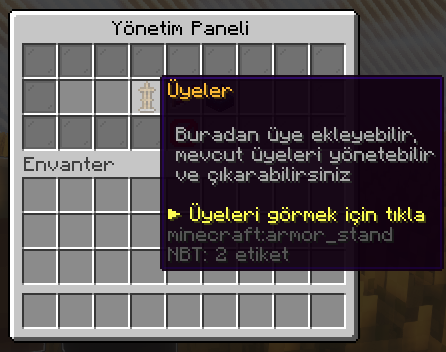 Yönetim Paneli
Üyeler
Buradan üye ekleyebilir,
mevcut üyeleri yönetebilir
ve çıkarabilirsiniz
► Üyeleri görmek için tıkla
minecraft:armor_stand
NBT: 2 etiket
Envanter